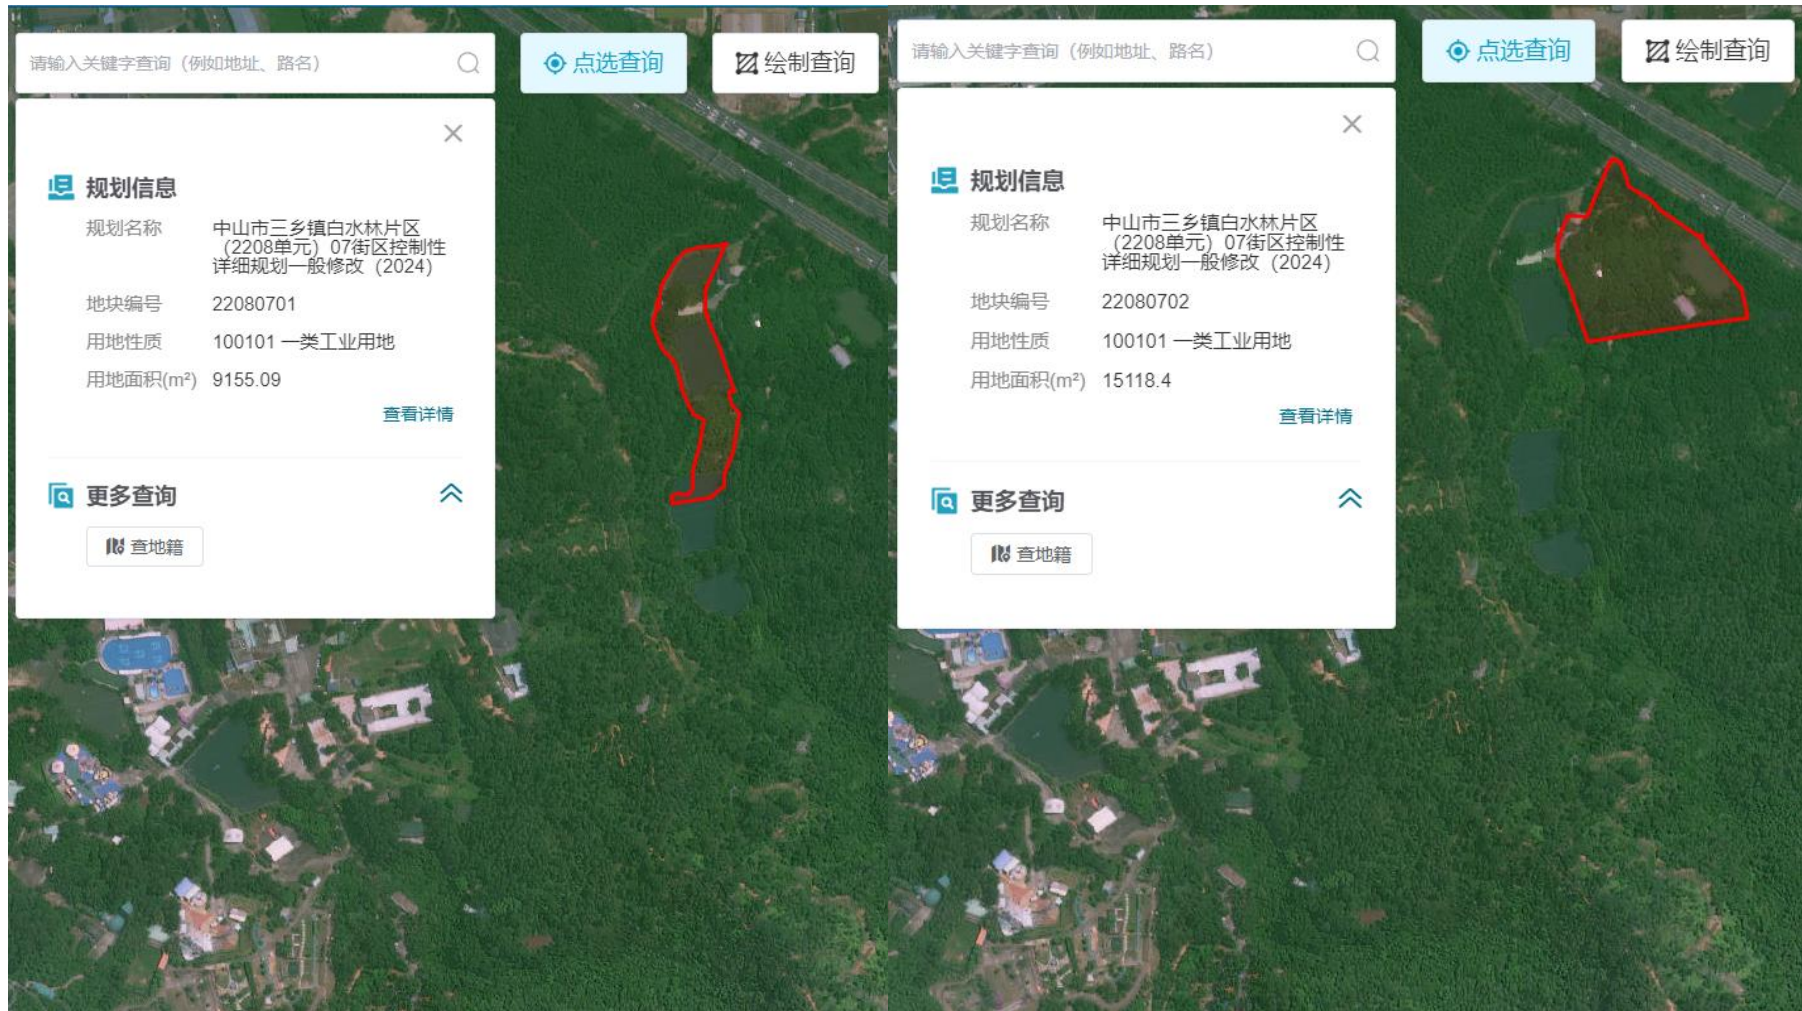 请输入关键字查询（例如地址、路名）
点选查询
绘制查询
规划信息
规划名称 中山市三乡镇白水林片区
（2208单元）07街区控制性
详细规划一般修改（2024）
地块编号 22080701
用地性质 100101 一类工业用地
用地面积(m²) 9155.09
查看详情
更多查询
查地籍
请输入关键字查询（例如地址、路名）
点选查询
绘制查询
规划信息
规划名称 中山市三乡镇白水林片区
（2208单元）07街区控制性
详细规划一般修改（2024）
地块编号 22080702
用地性质 100101 一类工业用地
用地面积(m²) 15118.4
查看详情
更多查询
查地籍